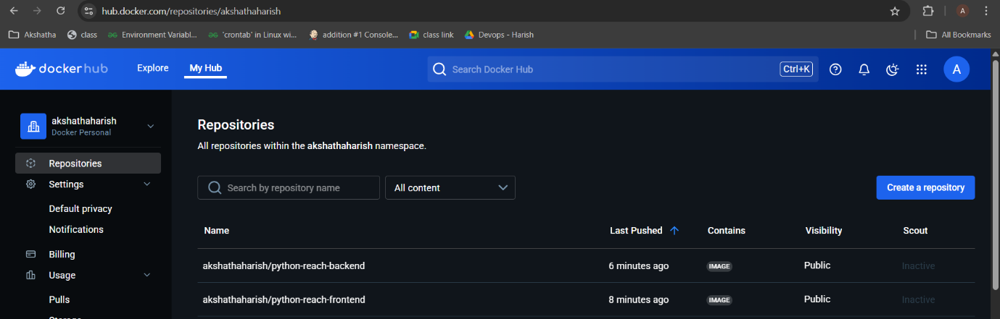 hub.docker.com/repositories/akshathaharish
A
Akshatha
class
Environment Variabl...
'crontab' in Linux wi...
addition #1 Console...
class link
Devops - Harish
All Bookmarks
dockerhub
Explore
My Hub
Search Docker Hub
Ctrl+K
A
akshathaharish
Docker Personal
Repositories
Settings
Default privacy
Notifications
Billing
Usage
Pulls
Storage
Repositories
All repositories within the akshathaharish namespace.
Search by repository name
All content
Create a repository
Name Last Pushed Contains Visibility Scout
akshathaharish/python-reach-backend 6 minutes ago IMAGE Public Inactive
akshathaharish/python-reach-frontend 8 minutes ago IMAGE Public Inactive